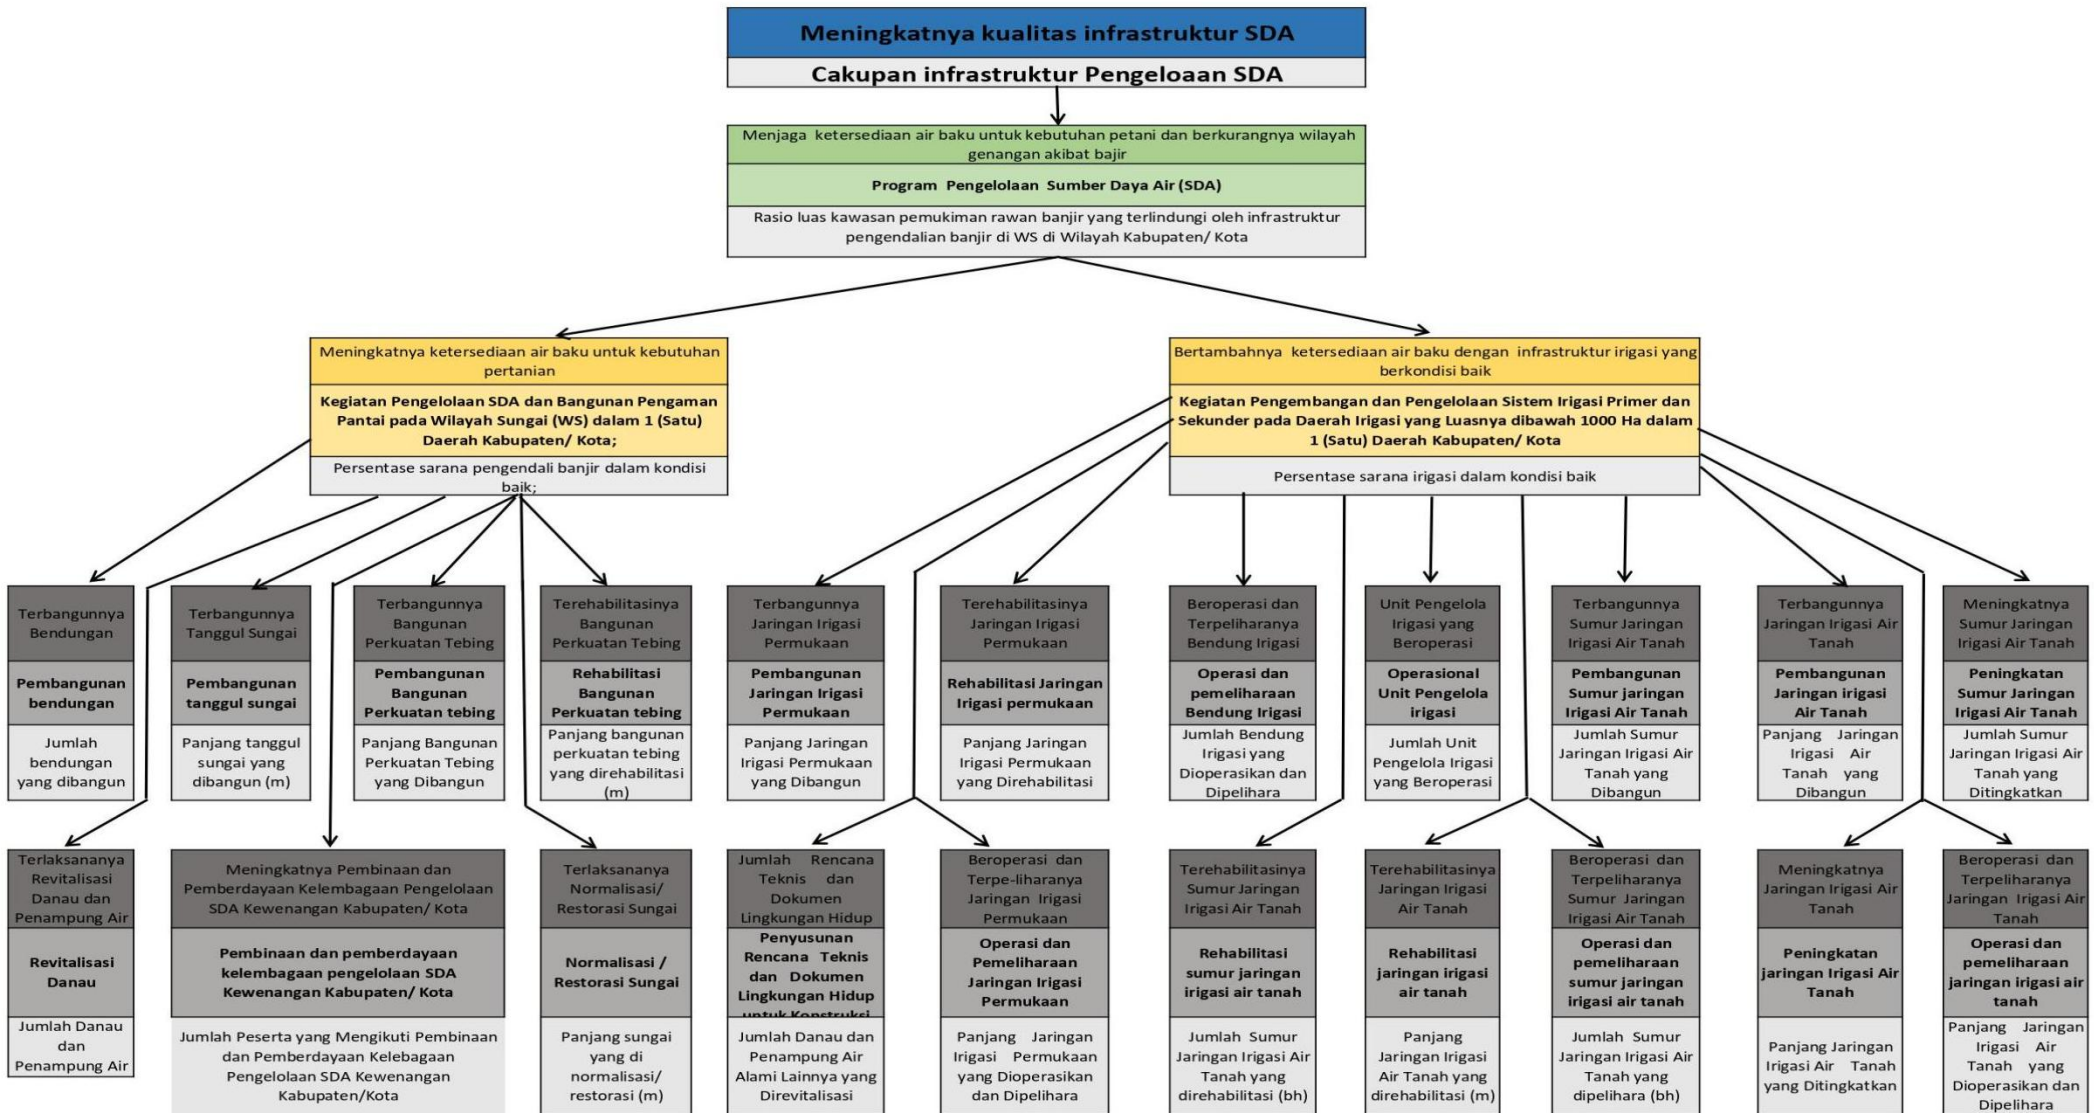 Meningkatnya kualitas infrastruktur SDA
Cakupan infrastruktur Pengeloaan SDA
Menjaga ketersediaan air baku untuk kebutuhan petani dan berkurangnya wilayah
genangan akibat bajir
Program Pengelolaan Sumber Daya Air (SDA)
Rasio luas kawasan pemukiman rawan banjir yang terlindungi oleh infrastruktur
pengendalian banjir di WS di Wilayah Kabupaten/ Kota
Meningkatnya ketersediaan air baku untuk kebutuhan
pertanian
Kegiatan Pengelolaan SDA dan Bangunan Pengaman
Pantai pada Wilayah Sungai (WS) dalam 1 (Satu)
Daerah Kabupaten/ Kota;
Persentase sarana pengendali banjir dalam kondisi
baik;
Bertambahnya ketersediaan air baku dengan infrastruktur irigasi yang
berkondisi baik
Kegiatan Pengembangan dan Pengelolaan Sistem Irigasi Primer dan
Sekunder pada Daerah Irigasi yang Luasnya dibawah 1000 Ha dalam
1 (Satu) Daerah Kabupaten/ Kota
Persentase sarana irigasi dalam kondisi baik
Terbangunnya
Bendungan
Pembangunan
bendungan
Jumlah
bendungan
yang dibangun
Terbangunnya
Tanggul Sungai
Pembangunan
tanggul sungai
Panjang tanggul
sungai yang
dibangun (m)
Terbangunnya
Bangunan
Perkuatan Tebing
Pembangunan
Bangunan
Perkuatan tebing
Panjang Bangunan
Perkuatan Tebing
yang Dibangun
Terehabilitasinya
Bangunan
Perkuatan Tebing
Rehabilitasi
Bangunan
Perkuatan tebing
Panjang bangunan
perkuatan tebing
yang direhabilitasi
(m)
Terbangunnya
Jaringan Irigasi
Permukaan
Pembangunan
Jaringan Irigasi
Permukaan
Panjang Jaringan
Irigasi Permukaan
yang Dibangun
Terehabilitasinya
Jaringan Irigasi
Permukaan
Rehabilitasi Jaringan
Irigasi permukaan
Panjang Jaringan
Irigasi Permukaan
yang Direhabilitasi
Beroperasi dan
Terpeliharanya
Bendung Irigasi
Operasi dan
pemeliharaan
Bendung Irigasi
Jumlah Bendung
Irigasi yang
Dioperasikan dan
Dipelihara
Unit Pengelola
Irigasi yang
Beroperasi
Operasional
Unit Pengelola
irigasi
Jumlah Unit
Pengelola Irigasi
yang Beroperasi
Terbangunnya
Sumur Jaringan
Irigasi Air Tanah
Pembangunan
Sumur jaringan
Irigasi Air Tanah
Jumlah Sumur
Jaringan Irigasi Air
Tanah yang
Dibangun
Terbangunnya
Jaringan Irigasi Air
Tanah
Pembangunan
Jaringan irigasi
Air Tanah
Panjang Jaringan
Irigasi Air
Tanah yang
Dibangun
Meningkatnya
Sumur Jaringan
Irigasi Air Tanah
Peningkatan
Sumur Jaringan
Irigasi Air Tanah
Jumlah Sumur
Jaringan Irigasi Air
Tanah yang
Ditingkatkan
Terlaksananya
Revitalisasi
Danau dan
Penampung Air
Revitalisasi
Danau
Jumlah Danau
dan
Penampung Air
Meningkatnya Pembinaan dan
Pemberdayaan Kelembagaan Pengelolaan
SDA Kewenangan Kabupaten/ Kota
Pembinaan dan pemberdayaan
kelembagaan pengelolaan SDA
Kewenangan Kabupaten/ Kota
Jumlah Peserta yang Mengikuti Pembinaan
dan Pemberdayaan Kelebagaan
Pengelolaan SDA Kewenangan
Kabupaten/Kota
Terlaksananya
Normalisasi/
Restorasi Sungai
Normalisasi /
Restorasi Sungai
Panjang sungai
yang di
normalisasi/
restorasi (m)
Jumlah Rencana
Teknis dan
Dokumen
Lingkungan Hidup
Penyusunan
Rencana Teknis
dan Dokumen
Lingkungan Hidup
untuk Konstruksi
Jumlah Danau dan
Penampung Air
Alami Lainnya yang
Direvitalisasi
Beroperasi dan
Terpe-liharanya
Jaringan Irigasi
Permukaan
Operasi dan
Pemeliharaan
Jaringan Irigasi
Permukaan
Panjang Jaringan
Irigasi Permukaan
yang Dioperasikan
dan Dipelihara
Terehabilitasinya
Sumur Jaringan
Irigasi Air Tanah
Rehabilitasi
sumur jaringan
irigasi air tanah
Jumlah Sumur
Jaringan Irigasi Air
Tanah yang
direhabilitasi (bh)
Terehabilitasinya
Jaringan Irigasi
Air Tanah
Rehabilitasi
jaringan irigasi
air tanah
Panjang
Jaringan Irigasi
Air Tanah yang
direhabilitasi (m)
Beroperasi dan
Terpeliharanya
Sumur Jaringan
Irigasi Air Tanah
Operasi dan
pemeliharaan
sumur jaringan
irigasi air tanah
Jumlah Sumur
Jaringan Irigasi Air
Tanah yang
dipelihara (bh)
Meningkatnya
Jaringan Irigasi Air
Tanah
Peningkatan
jaringan Irigasi Air
Tanah
Panjang Jaringan
Irigasi Air Tanah
yang Ditingkatkan
Beroperasi dan
Terpeliharanya
Jaringan Irigasi Air
Tanah
Operasi dan
pemeliharaan
jaringan irigasi air
tanah
Panjang Jaringan
Irigasi Air
Tanah yang
Dioperasikan dan
Dipelihara